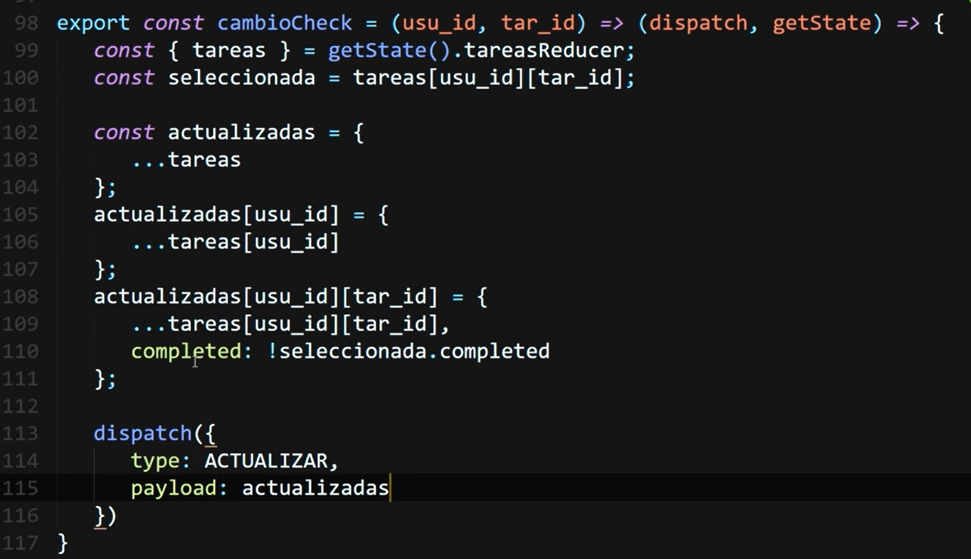 98 export const cambioCheck = (usu_id, tar_id) => (dispatch, getState) => {
99 const { tareas } = getState().tareasReducer;
100 const seleccionada = tareas[usu_id][tar_id];
101
102 const actualizadas = {
103 ...tareas
104 };
105 actualizadas[usu_id] = {
106 ...tareas[usu_id]
107 };
108 actualizadas[usu_id][tar_id] = {
109 ...tareas[usu_id][tar_id],
110 completed: !seleccionada.completed
111 };
112
113 dispatch({
114 type: ACTUALIZAR,
115 payload: actualizadas
116 })
117 }